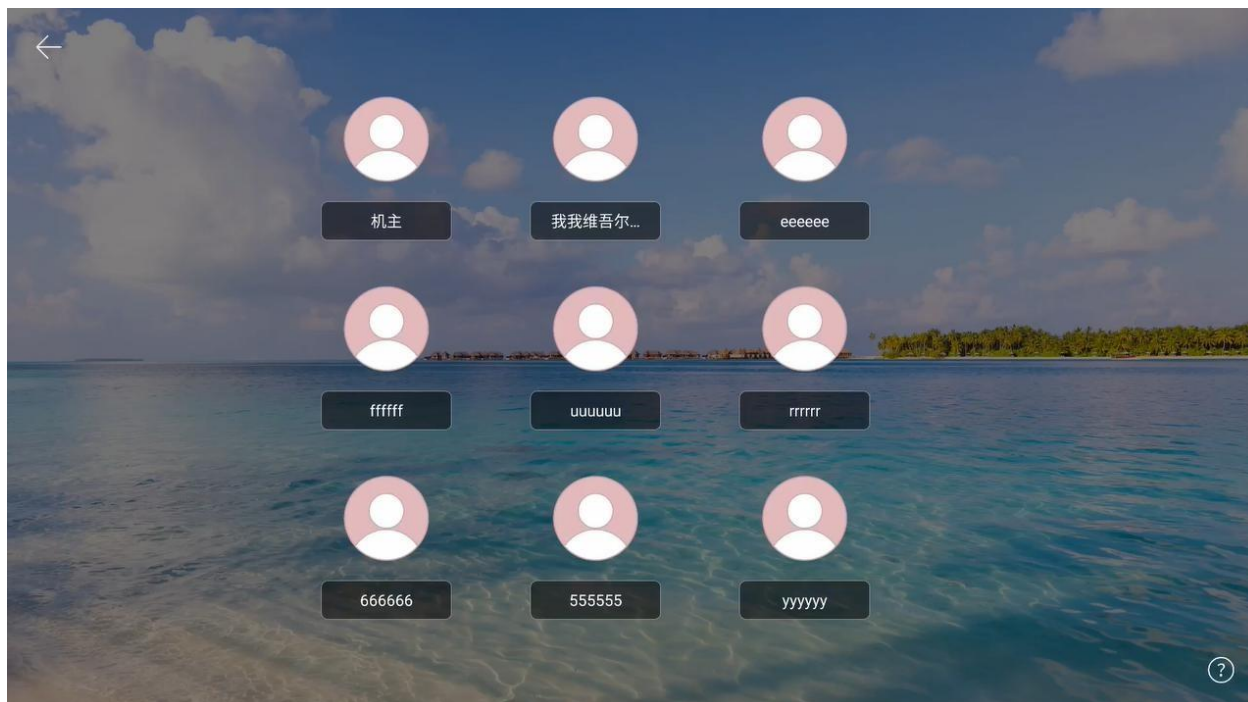 机主
我我维吾尔...
eeeeee
ffffff
uuuuuu
rrrrrr
666666
555555
yyyyyy
?